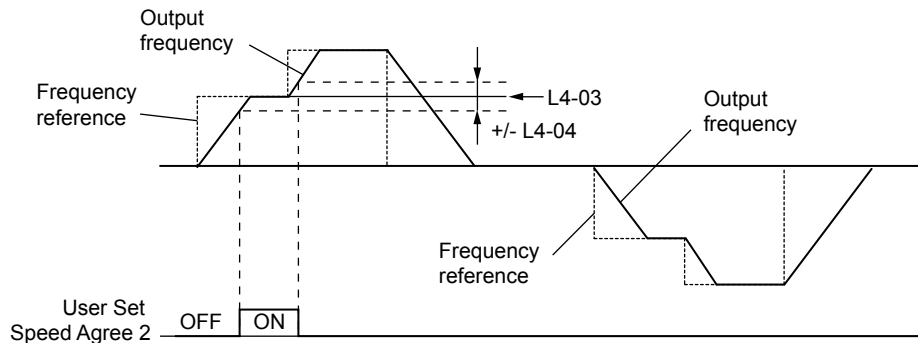 Output
frequency
Frequency
reference
L4-03
+/- L4-04
Output
frequency
Frequency
reference
User Set
Speed Agree 2
OFF
ON